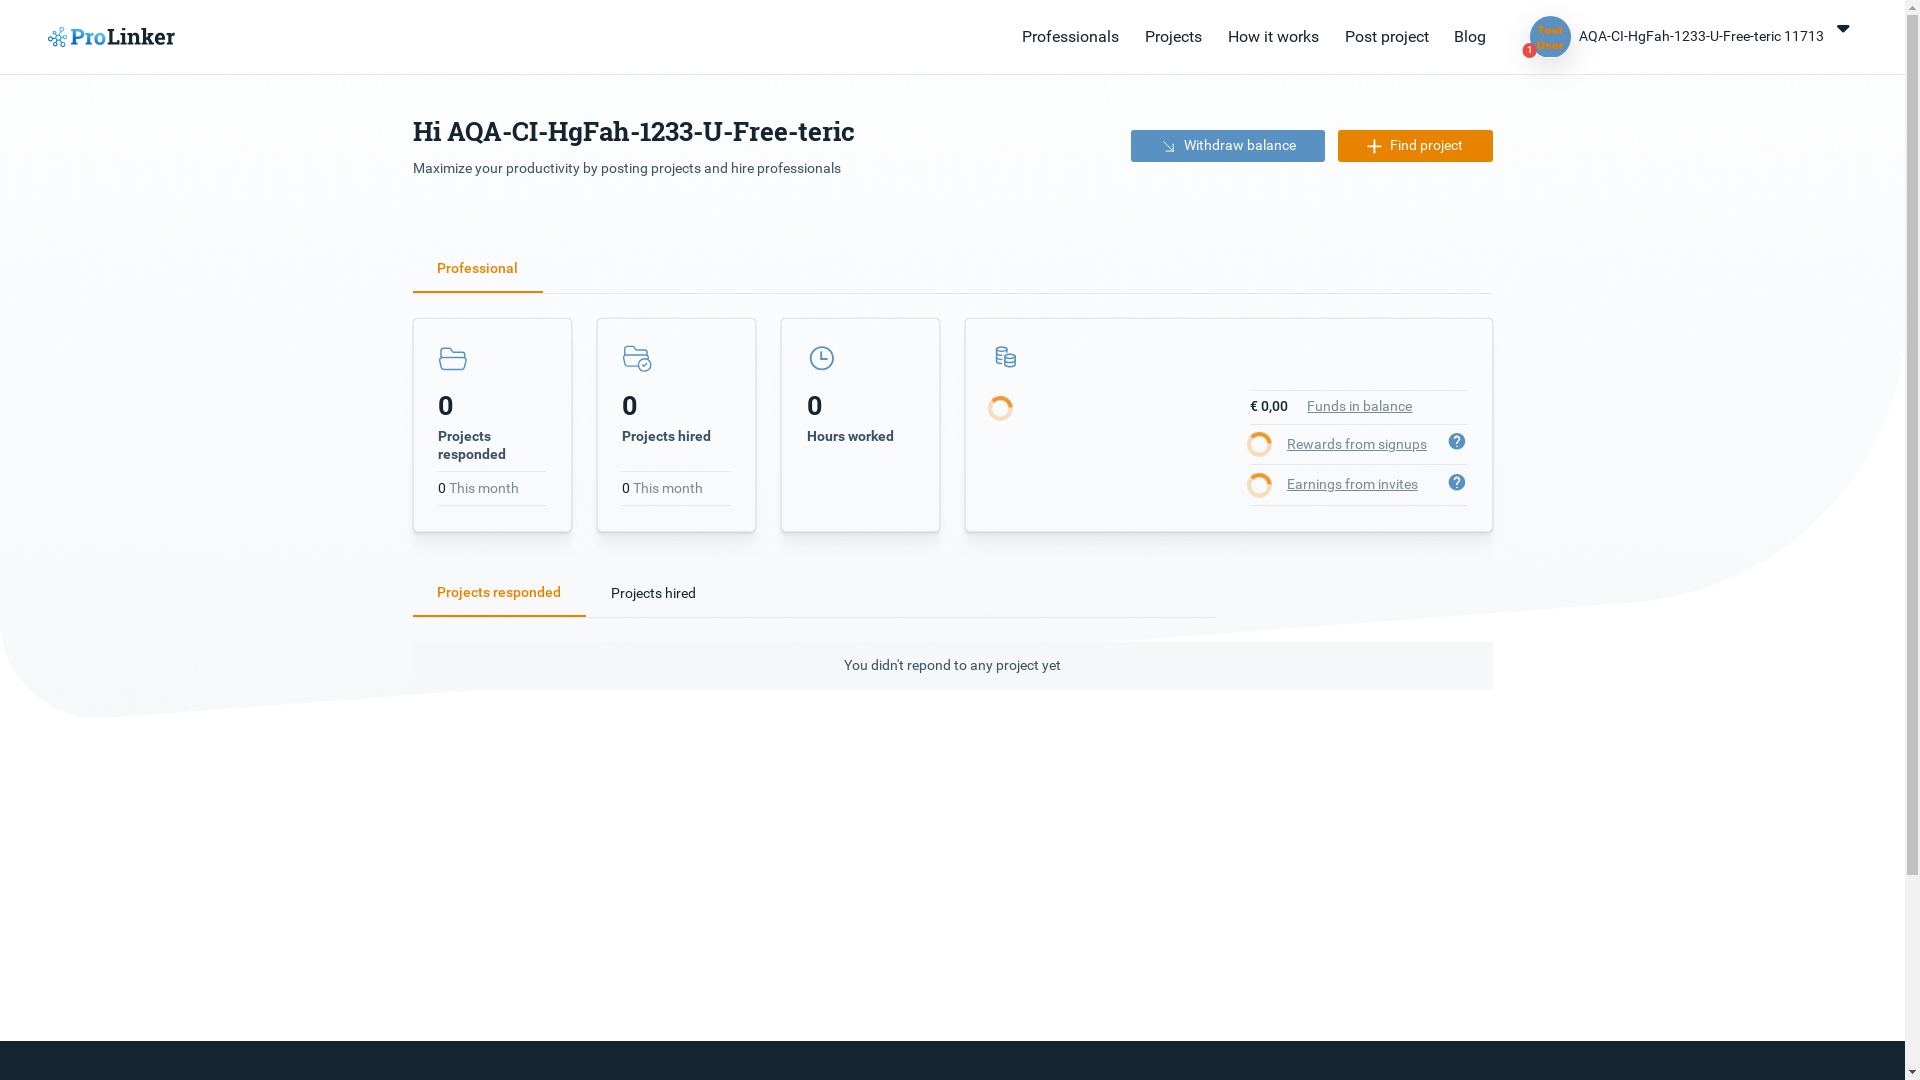 ProLinker
Professionals
Projects
How it works
Post project
Blog
Test
User
1
AQA-CI-HgFah-1233-U-Free-teric 11713
Hi AQA-CI-HgFah-1233-U-Free-teric
Maximize your productivity by posting projects and hire professionals
Withdraw balance
Find project
Professional
0
Projects
responded
0 This month
0
Projects hired
0 This month
0
Hours worked
€ 0,00 Funds in balance
Rewards from signups ?
Earnings from invites ?
Projects responded
Projects hired
You didn't repond to any project yet